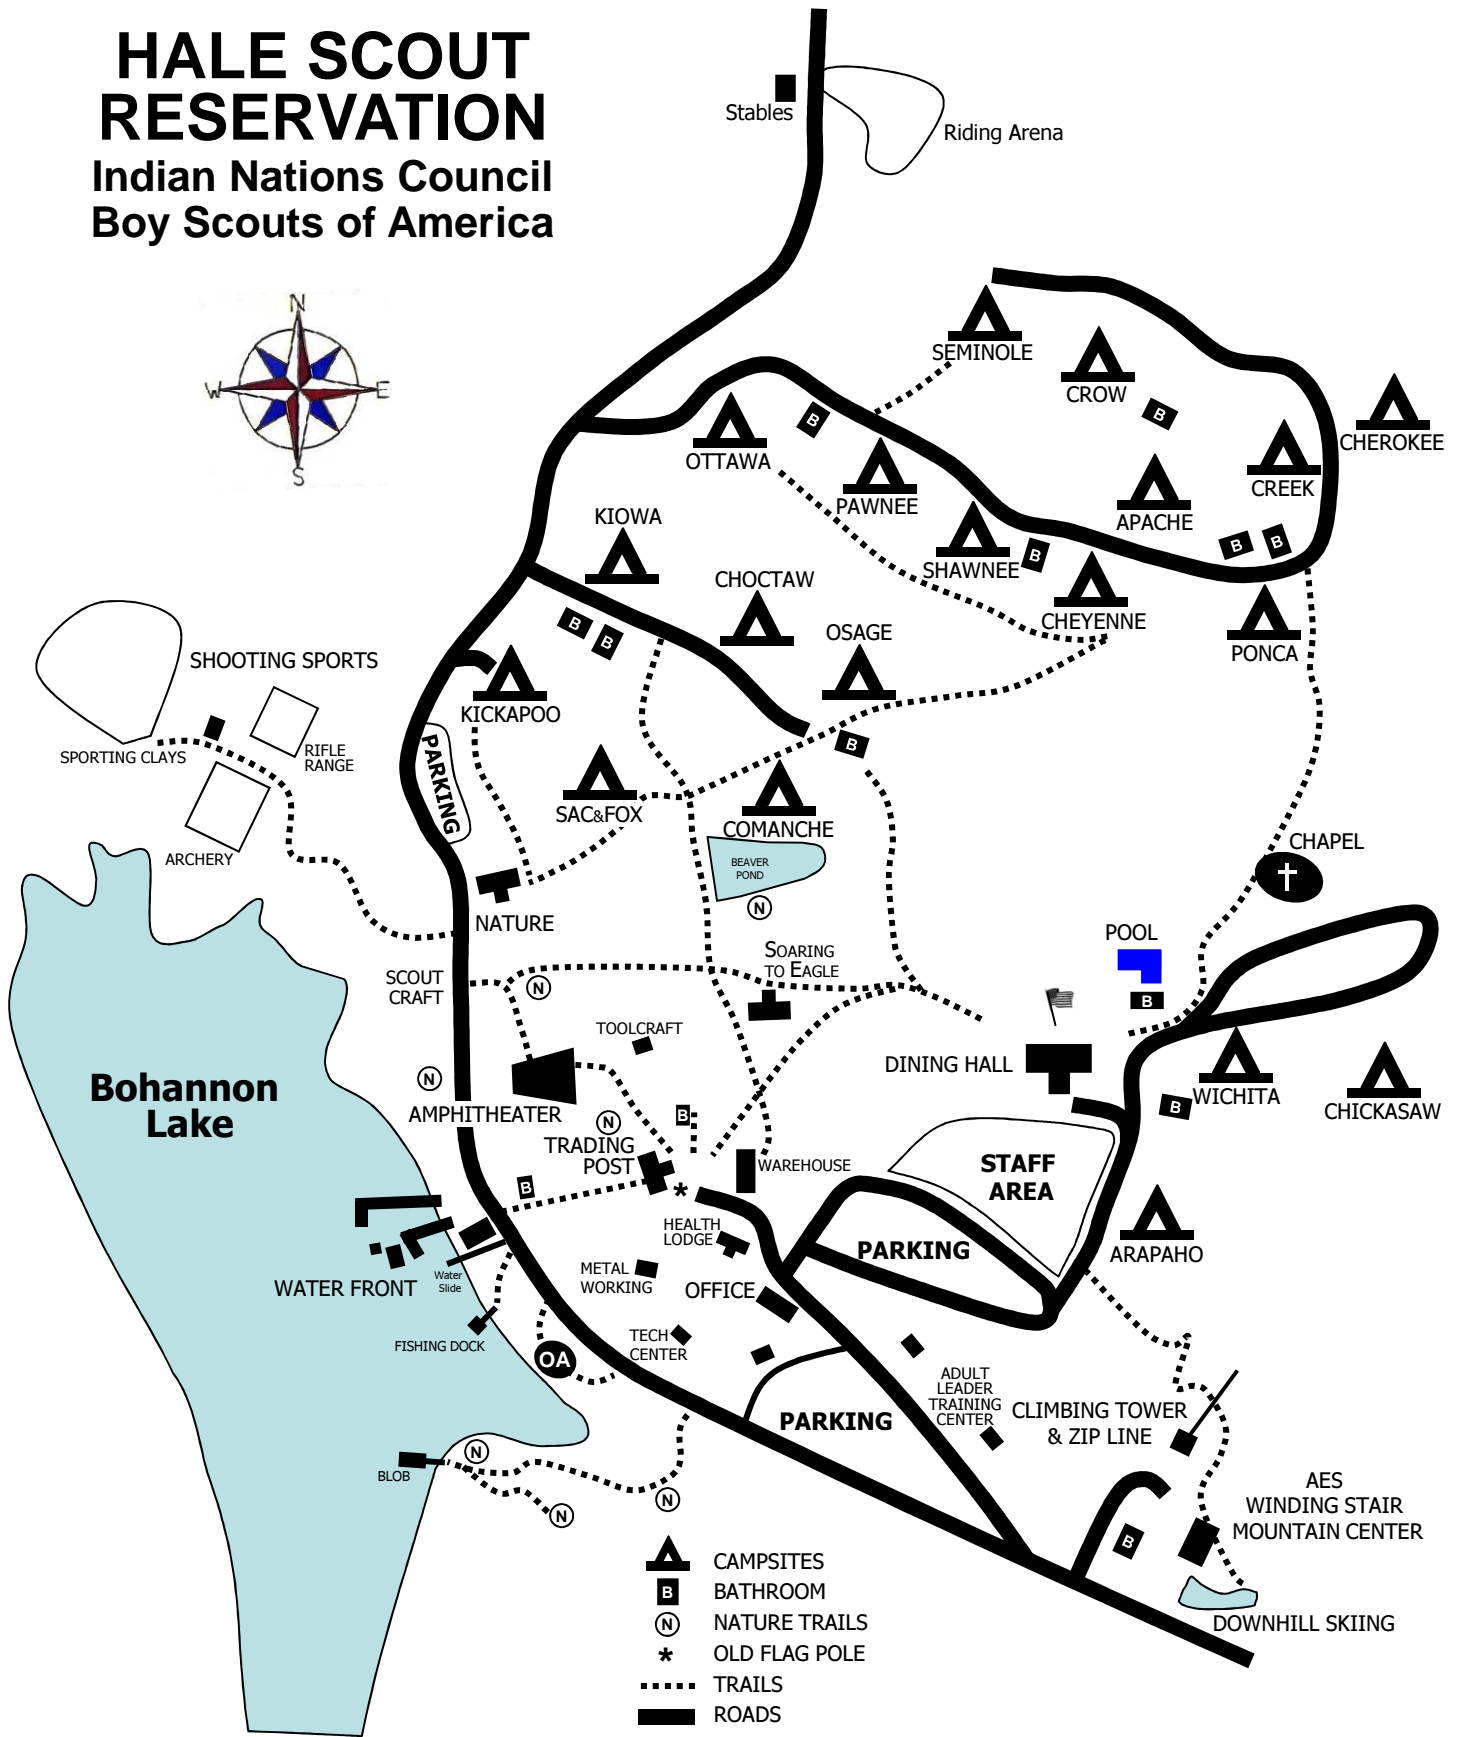 HALE SCOUT
RESERVATION
Indian Nations Council
Boy Scouts of America
N
W
E
S
Stables
Riding Arena
SEMINOLE
CROW
B
CHEROKEE
B
OTTAWA
CREEK
PAWNEE
APACHE
KIOWA
SHAWNEE
B
B
B
CHOCTAW
CHEYENNE
B
B
OSAGE
PONCA
SHOOTING SPORTS
KICKAPOO
PARKING
B
SPORTING CLAYS
RIFLE
RANGE
SAC&FOX
COMANCHE
ARCHERY
BEAVER
POND
N
CHAPEL
NATURE
POOL
SOARING
TO EAGLE
SCOUT
CRAFT
N
B
TOOLCRAFT
DINING HALL
Bohannon
Lake
N
AMPHITHEATER
WICHITA
B
CHICKASAW
B
N
TRADING
POST
*
WAREHOUSE
STAFF
AREA
B
HEALTH
LODGE
PARKING
ARAPAHO
WATER FRONT
Water
Slide
METAL
WORKING
OFFICE
FISHING DOCK
TECH
CENTER
OA
ADULT
LEADER
TRAINING
CENTER
PARKING
CLIMBING TOWER
& ZIP LINE
BLOB
N
N
N
AES
WINDING STAIR
MOUNTAIN CENTER
B
DOWNHILL SKIING
CAMPSITES
B BATHROOM
N NATURE TRAILS
* OLD FLAG POLE
TRAILS
ROADS